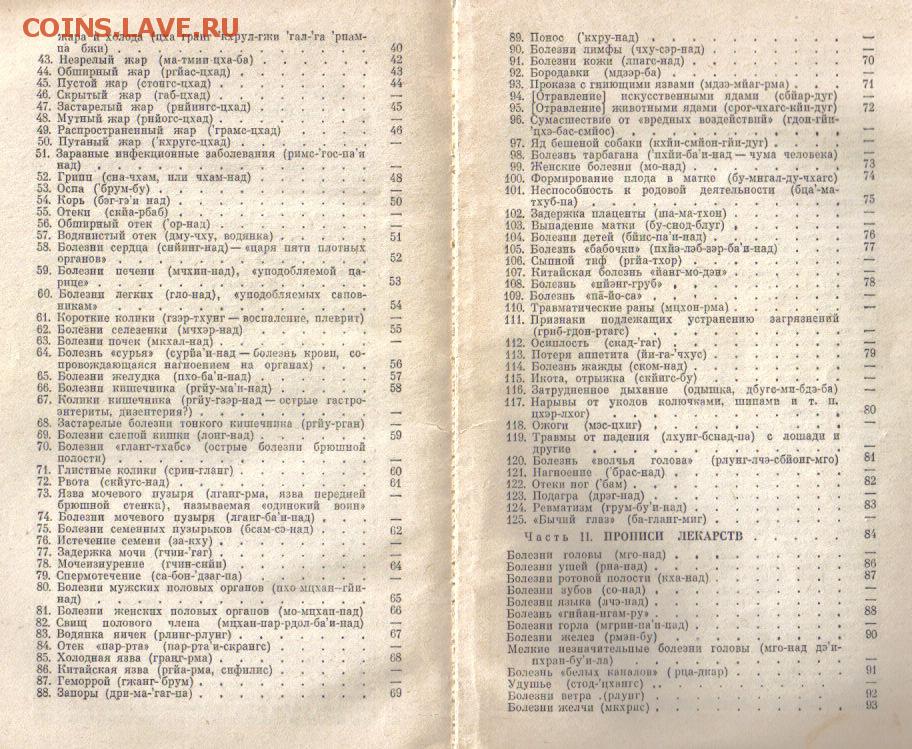 COINS.LAVE.RU
жара и холода (цха-гранг-'кхрул-гжи 'гал-'га 'рнам-
па бжи) . . . 40
43. Незрелый жар (ма-тмин-цха-ба) . . . 42
44. Обширный жар (ргйас-цхад) . . . 43
45. Пустой жар (стонгс-цхад) . . . 44
46. Скрытый жар (габ-цхад) . . . —
47. Застарелый жар (рнйингс-цхад) . . . 45
48. Мутный жар (рнйогс-цхад) . . . —
49. Распространенный жар ('грамс-цхад) . . . 46
50. Путаный жар ('кхругс-цхад) . . . —
51. Заразные инфекционные заболевания (римс-'гос-па'и
над) . . . —
52. Грипп (сна-чхам, или чхам-над) . . . 48
53. Оспа ('брум-бу) . . . —
54. Корь (бэг-гэ'и над) . . . 50
55. Отеки (скйа-рбаб) . . . —
56. Обширный отек ('ор-над) . . . —
57. Водянистый отек (дму-чху, водянка) . . . 51
58. Болезни сердца (снйинг-над) — «царя пяти плотных
органов» . . . 52
59. Болезни печени (мчхин-над), «уподобляемой ца-
рице» . . . 53
60. Болезни легких (гло-над), «уподобляемых санов-
никам» . . . 54
61. Короткие колики (гзэр-тхунг — воспаление, плеврит) —
62. Болезни селезенки (мчхэр-над) . . . 55
63. Болезни почек (мкхал-над) . . . —
64. Болезнь «сурья» (сурйа'и-над — болезнь крови, со-
провождающаяся нагноением на органах) . . . 56
65. Болезни желудка (пхо-ба'и-над) . . . 57
66. Болезни кишечника (ргйу-ма'и-над) . . . 58
67. Колики кишечника (ргйу-гзэр-над — острые гастро-
энтериты, дизентерия?) . . . —
68. Застарелые болезни тонкого кишечника (ргйу-рган) —
69. Болезни слепой кишки (лонг-над) . . . 59
70. Болезни «гланг-тхабс» (острые болезни брюшной
полости) . . . —
71. Глистные колики (срин-гланг) . . . 60
72. Рвота (скйугс-над) . . . 61
73. Язва мочевого пузыря (лганг-рма, язва передней —
брюшной стенки), называемая «одинокий воин»
74. Болезни мочевого пузыря (лганг-ба'и-над) . . . —
75. Болезни семенных пузырьков (бсам-сэ-над) . . . 62
76. Истечение семени (за-кху) . . . —
77. Задержка мочи (гчин-'гаг) . . . —
78. Мочеизнурение (гчин-снйи) . . . 64
79. Спермотечение (са-бон-'дзаг-па) . . . —
80. Болезни мужских половых органов (пхо-мцхан-гйи-
над) . . . 65
81. Болезни женских половых органов (мо-мцхан-над) 66
82. Свищ полового члена (мцхан-пар-рдол-ба'и-над) —
83. Водянка яичек (рлинг-рлунг) . . . 67
84. Отек «пар-рта» (пар-рта'и-скрангс) . . . —
85. Холодная язва (гранг-рма) . . . 68
86. Китайская язва (ргйа-рма, сифилис) . . . —
87. Геморрой (гжанг-'брум) . . . —
88. Запоры (дри-ма-'гаг-па) . . . 69
89. Понос ('кхру-над) . . . —
90. Болезни лимфы (чху-сэр-над) . . . —
91. Болезни кожи (лпагс-над) . . . 70
92. Бородавки (мдзэр-ба) . . . —
93. Проказа с гниющими язвами (мдзэ-мйаг-рма) . . . 71
94. [Отравление] искусственными ядами (сбйар-дуг) —
95. [Отравление] животными ядами (срог-чхагс-кйи-дуг) 72
96. Сумасшествие от «вредных воздействий» (гдон-гйи-
'цхэ-бас-смйос) . . . —
97. Яд бешеной собаки (кхйи-смйон-гйи-дуг) . . . —
98. Болезнь тарбагана ('пхйи-ба'и-над — чума человека) —
99. Женские болезни (мо-над) . . . 73
100. Формирование плода в матке (бу-мнгал-ду-чхагс) 74
101. Неспособность к родовой деятельности (бца'-ма-
тхуб-па) . . . 75
102. Задержка плаценты (ша-ма-тхон) . . . —
103. Выпадение матки (бу-снод-блуг) . . . —
104. Болезни детей (бйис-па'и-над) . . . 76
105. Болезнь «бабочки» (пхйэ-лэб-зэр-ба'и-над) . . . 77
106. Сыпной тиф (ргйа-тхор) . . . —
107. Китайская болезнь «йанг-мо-дэн» . . . —
108. Болезнь «нйэнг-груб» . . . 78
109. Болезнь «па-йо-са» . . . —
110. Травматические раны (мцхон-рма) . . . —
111. Признаки подлежащих устранению загрязнений
(гриб-гдон-ртагс) . . . —
112. Осиплость (скад-'гаг) . . . —
113. Потеря аппетита (йи-га-'чхус) . . . 79
114. Болезнь жажды (ском-над) . . . —
115. Икота, отрыжка (скйигс-бу) . . . —
116. Затрудненное дыхание (одышка, дбугс-ми-бдэ-ба) —
117. Нарывы от уколов колючками, шипами и т. п.
(цхэр-лхог) . . . 80
118. Ожоги (мэс-цхиг) . . . —
119. Травмы от падения (лхунг-бснад-па) с лошади и
другие . . . —
120. Болезнь «волчья голова» (рлунг-лчэ-сбйонг-мго) 81
121. Нагноение ('брас-над) . . . —
122. Отеки ног ('бам) . . . 82
123. Подагра (дрэг-над) . . . —
124. Ревматизм (грум-бу'и-над) . . . 83
125. «Бычий глаз» (ба-гланг-миг) . . . —
Часть II. ПРОПИСИ ЛЕКАРСТВ . . . 84
Болезни головы (мго-над) . . . —
Болезни ушей (рна-над) . . . 86
Болезни ротовой полости (кха-над) . . . 87
Болезни зубов (со-над) . . . —
Болезни языка (лчэ-над) . . . —
Болезнь «гнйан-нгам-ру» . . . 88
Болезни горла (мгрин-па'и-над) . . . —
Болезни желез (рмэн-бу) . . . 90
Мелкие незначительные болезни головы (мго-над дэ'и-
пхран-бу'и-ла) . . . —
Болезнь «белых каналов» (рца-дкар) . . . 91
Удушье (стод-'цхангс) . . . —
Болезни ветра (рлунг) . . . 92
Болезни желчи (мкхрис) . . . 93